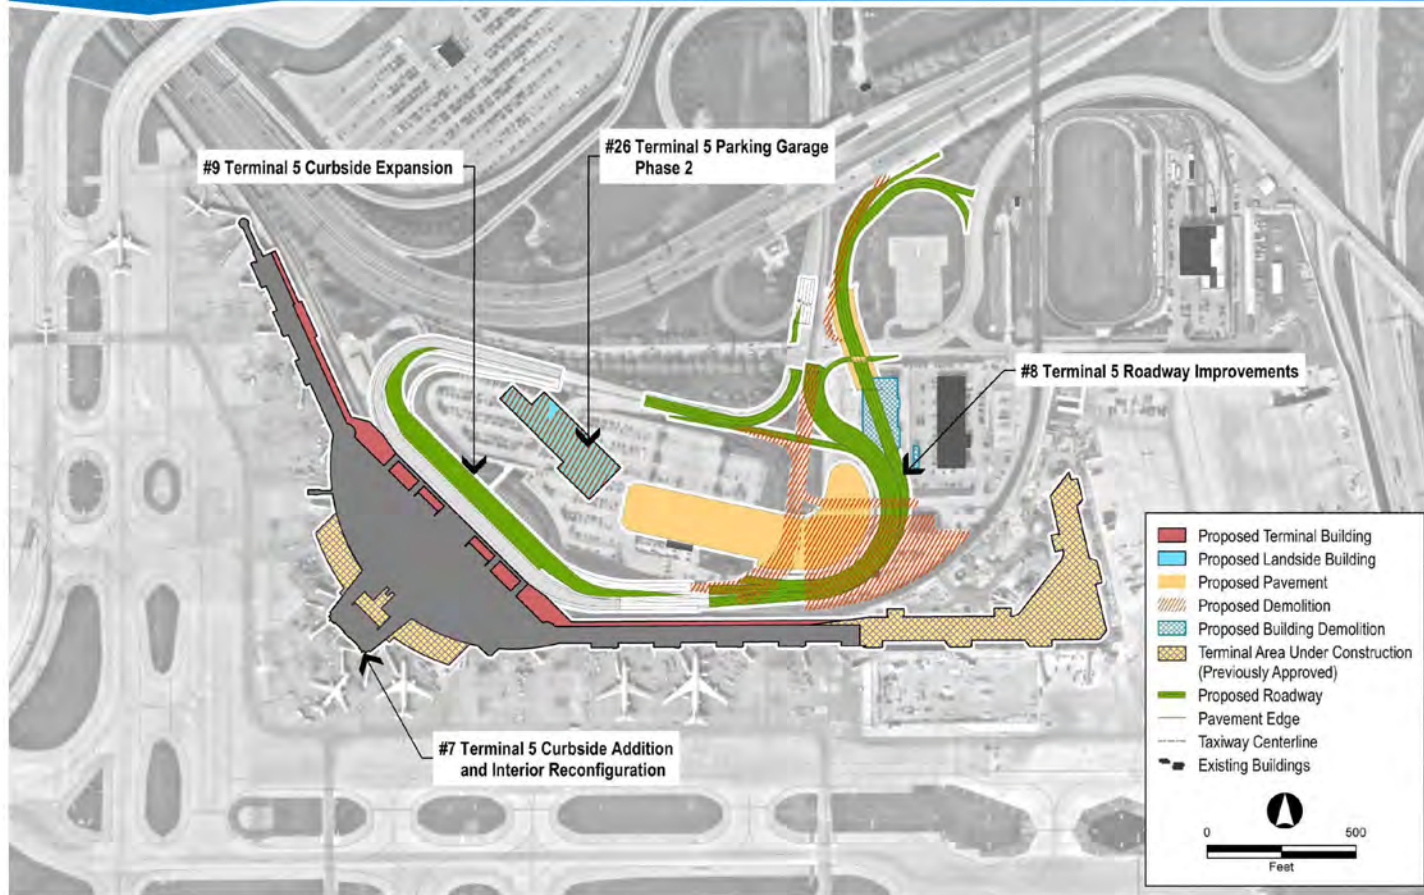 #9 Terminal 5 Curbside Expansion
#26 Terminal 5 Parking Garage
Phase 2
#8 Terminal 5 Roadway Improvements
#7 Terminal 5 Curbside Addition
and Interior Reconfiguration
Proposed Terminal Building
Proposed Landside Building
Proposed Pavement
Proposed Demolition
Proposed Building Demolition
Terminal Area Under Construction
(Previously Approved)
Proposed Roadway
Pavement Edge
Taxiway Centerline
Existing Buildings
0 500
Feet